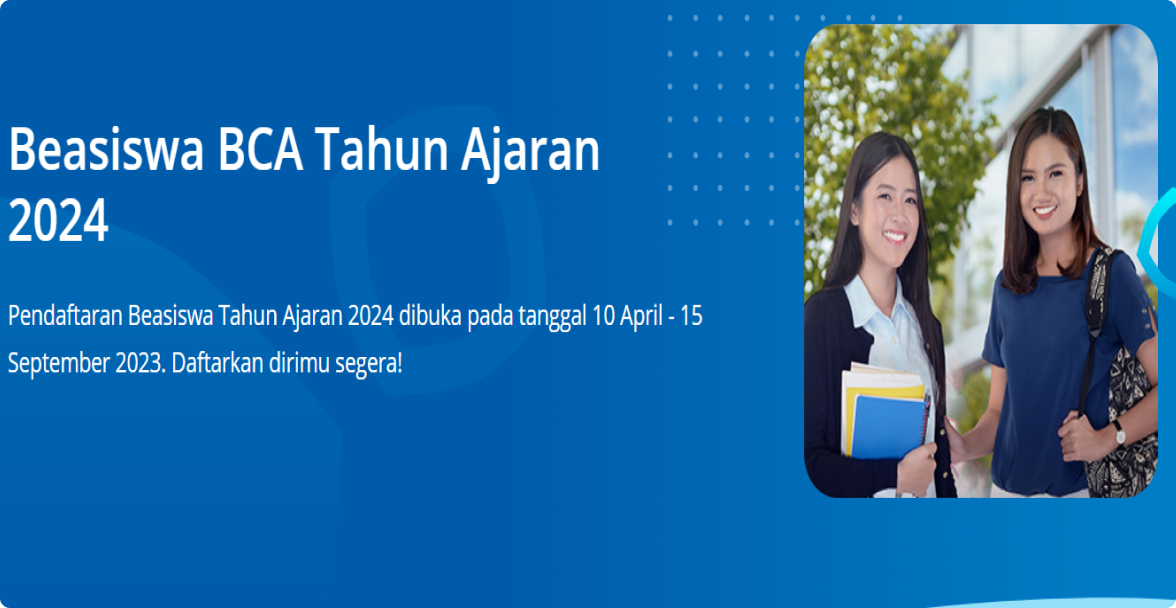 Beasiswa BCA Tahun Ajaran
2024
Pendaftaran Beasiswa Tahun Ajaran 2024 dibuka pada tanggal 10 April - 15
September 2023. Daftarkan dirimu segera!